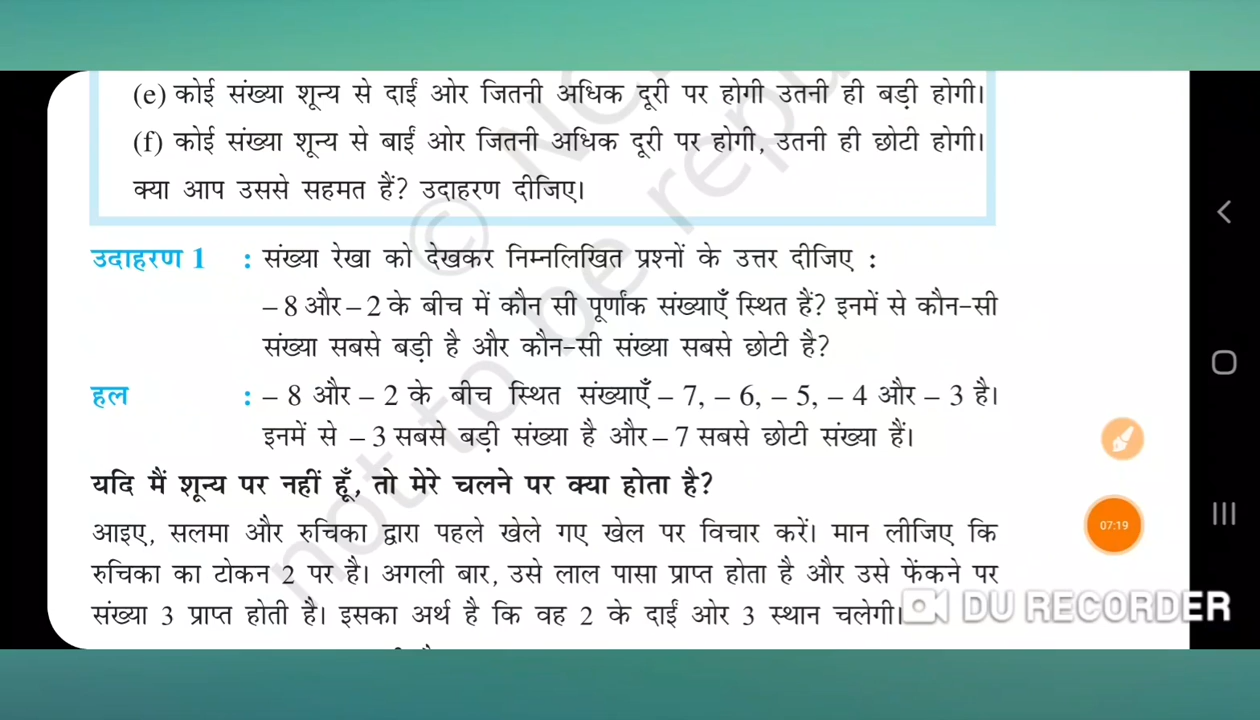 (e) कोई संख्या शून्य से दाईं ओर जितनी अधिक दूरी पर होगी उतनी ही बड़ी होगी।
(f) कोई संख्या शून्य से बाईं ओर जितनी अधिक दूरी पर होगी, उतनी ही छोटी होगी।
क्या आप उससे सहमत हैं? उदाहरण दीजिए।
उदाहरण 1 : संख्या रेखा को देखकर निम्नलिखित प्रश्नों के उत्तर दीजिए :
– 8 और – 2 के बीच में कौन सी पूर्णांक संख्याएँ स्थित हैं? इनमें से कौन-सी
संख्या सबसे बड़ी है और कौन-सी संख्या सबसे छोटी है?
हल : – 8 और – 2 के बीच स्थित संख्याएँ – 7, – 6, – 5, – 4 और – 3 है।
इनमें से – 3 सबसे बड़ी संख्या है और – 7 सबसे छोटी संख्या हैं।
यदि मैं शून्य पर नहीं हूँ, तो मेरे चलने पर क्या होता है?
आइए, सलमा और रुचिका द्वारा पहले खेले गए खेल पर विचार करें। मान लीजिए कि
रुचिका का टोकन 2 पर है। अगली बार, उसे लाल पासा प्राप्त होता है और उसे फेंकने पर
संख्या 3 प्राप्त होती है। इसका अर्थ है कि वह 2 के दाईं ओर 3 स्थान चलेगी।
07:19
DU RECORDER
not to be repu